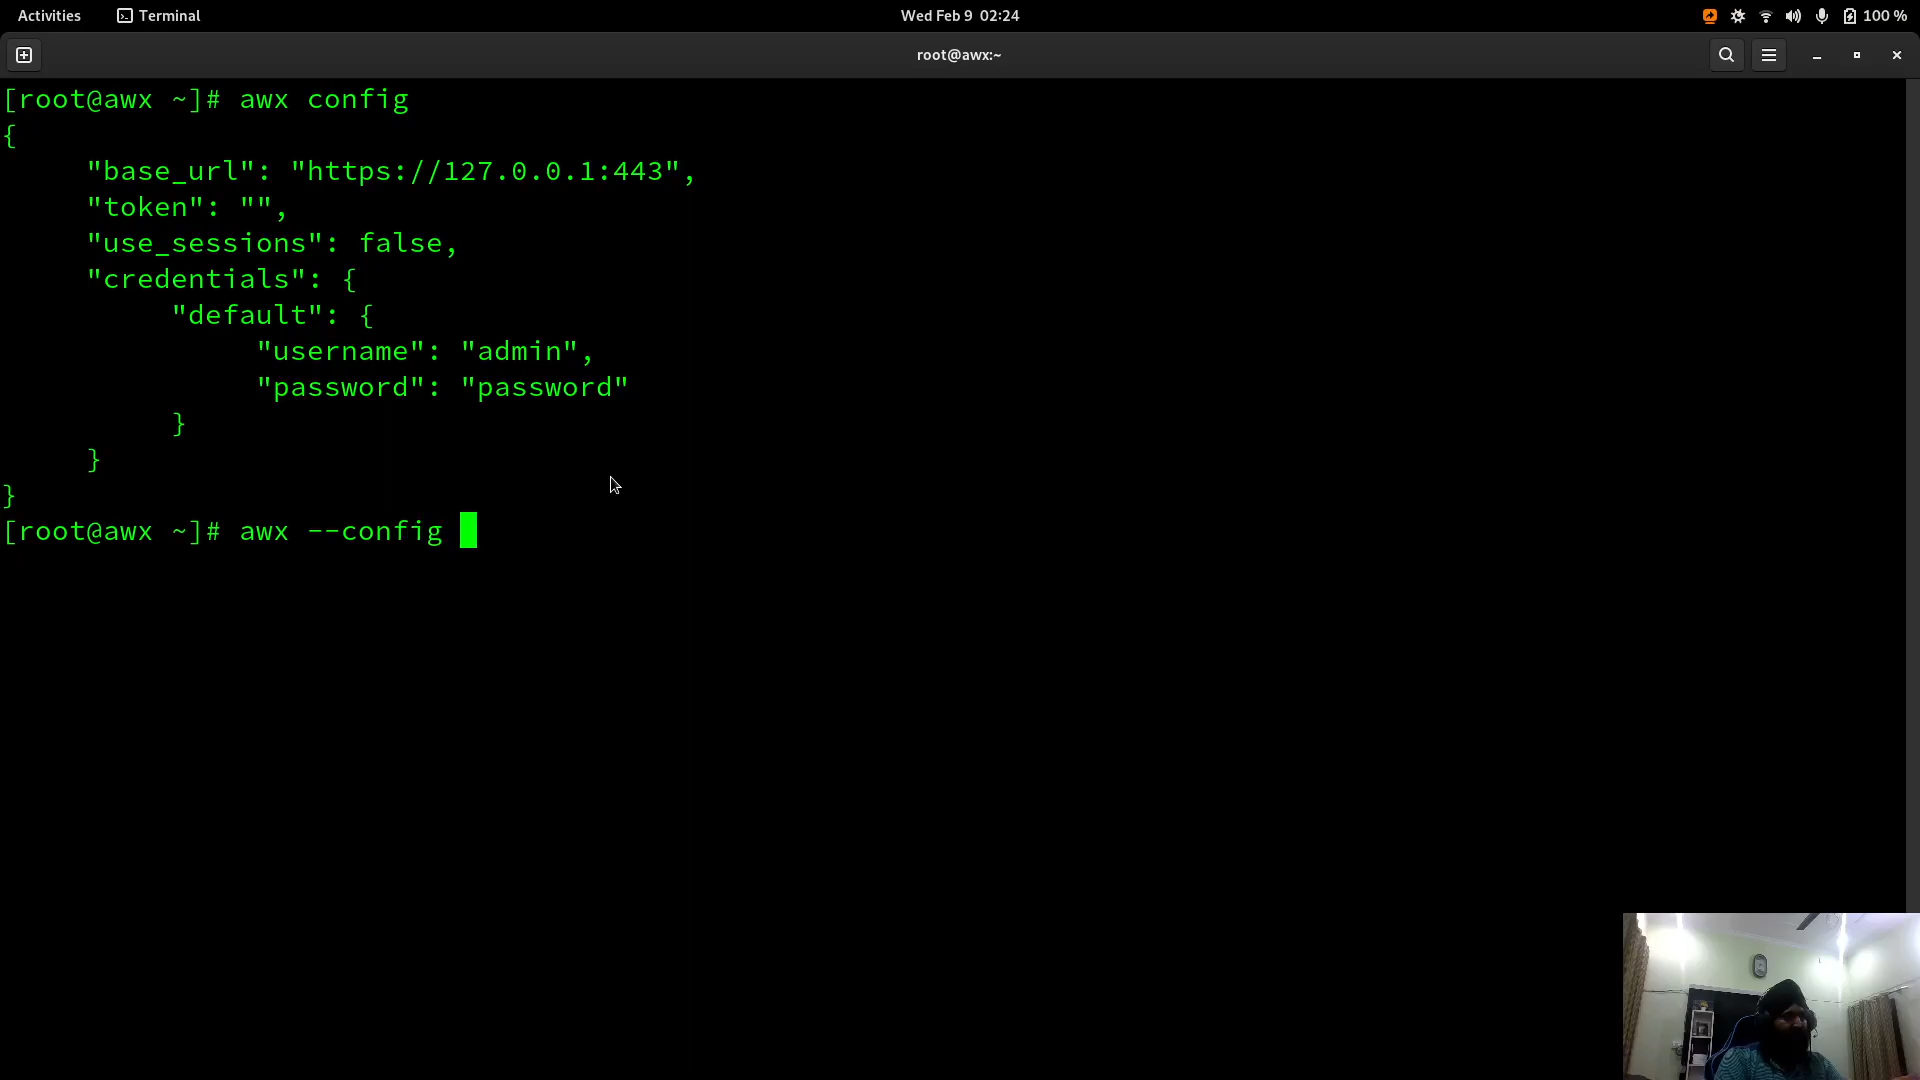 Activities Terminal Wed Feb 9 02:24 100 %
root@awx:~
[root@awx ~]# awx config
{
"base_url": "https://127.0.0.1:443",
"token": "",
"use_sessions": false,
"credentials": {
"default": {
"username": "admin",
"password": "password"
}
}
}
[root@awx ~]# awx --config